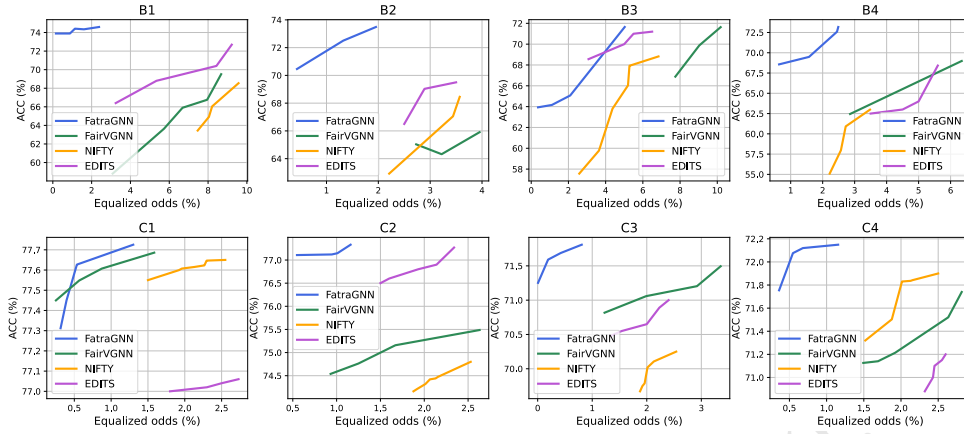 B1
B2
B3
B4
ACC (%)
74
72
70
68
66
64
62
60
0
2
4
6
8
10
Equalized odds (%)
FatraGNN
FairVGNN
NIFTY
EDITS
ACC (%)
74
72
70
68
66
64
1
2
3
4
Equalized odds (%)
FatraGNN
FairVGNN
NIFTY
EDITS
ACC (%)
72
70
68
66
64
62
60
58
0
2
4
6
8
10
Equalized odds (%)
FatraGNN
FairVGNN
NIFTY
EDITS
ACC (%)
72.5
70.0
67.5
65.0
62.5
60.0
57.5
55.0
1
2
3
4
5
6
Equalized odds (%)
FatraGNN
FairVGNN
NIFTY
EDITS
C1
C2
C3
C4
ACC (%)
77,7
77.6
77.5
77.4
77.3
77.2
77.1
77.0
0.5
1,0
1,5
2.0
2.5
Equalized odds (%)
FatraGNN
FairVGNN
NIFTY
EDITS
ACC (%)
77.0
76.5
76.0
75.5
75.0
74.5
0,5
1,0
1.5
2.0
2.5
Equalized odds (%)
FatraGNN
FairVGNN
NIFTY
EDITS
ACC (%)
71.5
71.0
70.5
70.0
0
1
2
3
Equalized odds (%)
FatraGNN
FairVGNN
NIFTY
EDITS
ACC (%)
72,2
72.0
71.8
71.6
71.4
71.2
71.0
0.5
1,0
1.5
2.0
2.5
Equalized odds (%)
FatraGNN
FairVGNN
NIFTY
EDITS